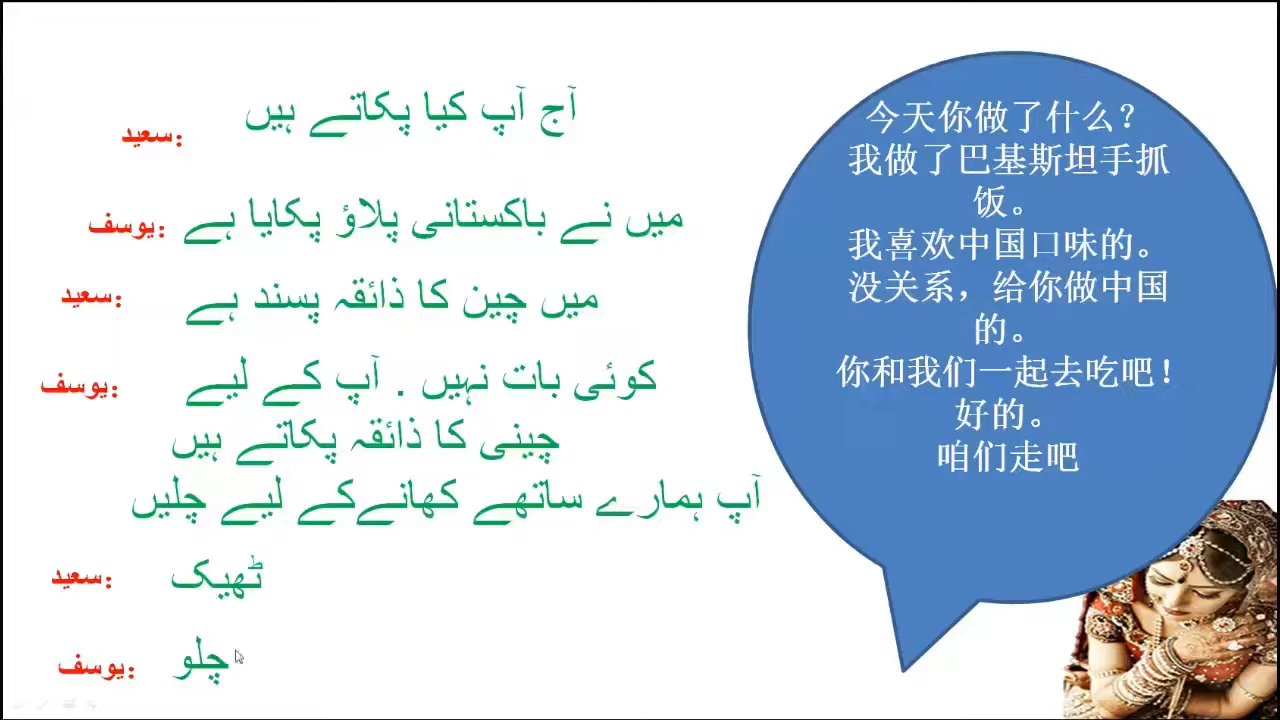 سعید:
آج آپ کیا پکاتے ہیں
یوسف:
میں نے باکستانی پلاؤ پکایا ہے
سعید:
میں چین کا ذائقہ پسند ہے
یوسف:
کوئی بات نہیں . آپ کے لیے
چینی کا ذائقہ پکاتے ہیں
آپ ہمارے ساتھے کھانےکے لیے چلیں
سعید:
ٹھیک
یوسف:
چلو
今天你做了什么？
我做了巴基斯坦手抓
饭。
我喜欢中国口味的。
没关系，给你做中国
的。
你和我们一起去吃吧！
好的。
咱们走吧